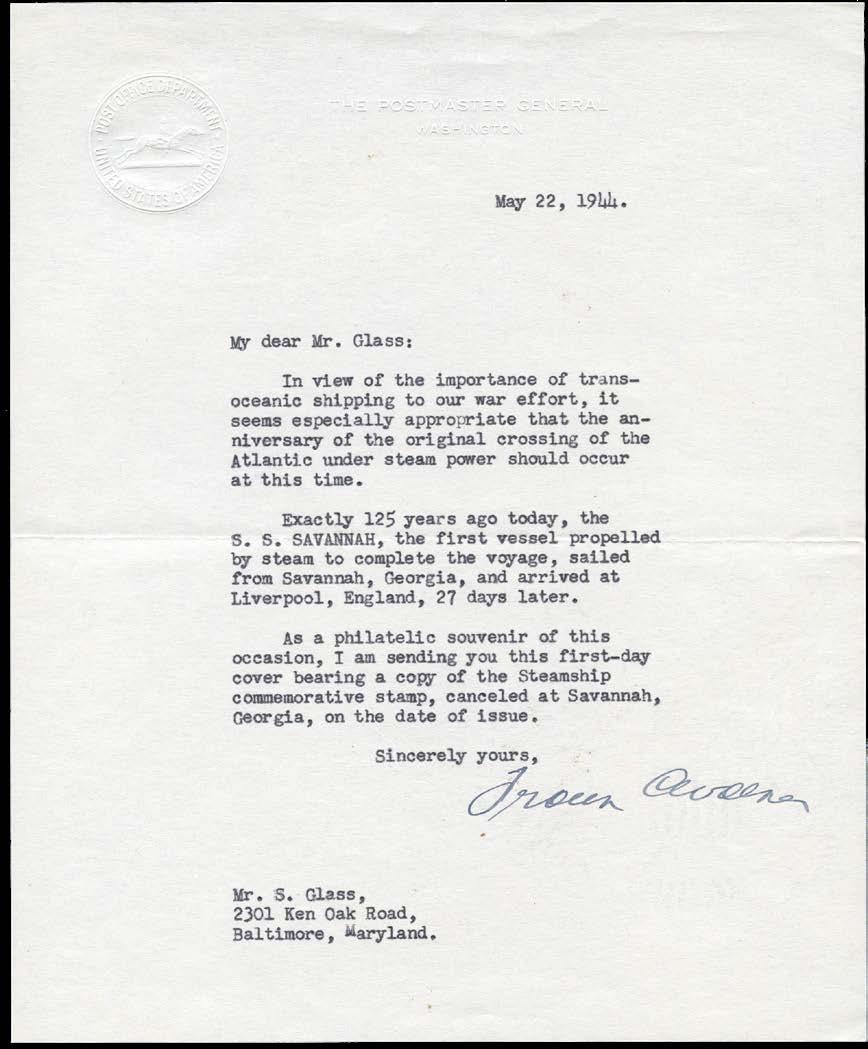 POST OFFICE DEPARTMENT
UNITED STATES OF AMERICA
THE POSTMASTER GENERAL
WASHINGTON
May 22, 1944.
My dear Mr. Glass:
In view of the importance of trans-
oceanic shipping to our war effort, it
seems especially appropriate that the an-
niversary of the original crossing of the
Atlantic under steam power should occur
at this time.
Exactly 125 years ago today, the
S. S. SAVANNAH, the first vessel propelled
by steam to complete the voyage, sailed
from Savannah, Georgia, and arrived at
Liverpool, England, 27 days later.
As a philatelic souvenir of this
occasion, I am sending you this first-day
cover bearing a copy of the Steamship
commemorative stamp, canceled at Savannah,
Georgia, on the date of issue.
Sincerely yours,
Mr. S. Glass,
2301 Ken Oak Road,
Baltimore, Maryland.